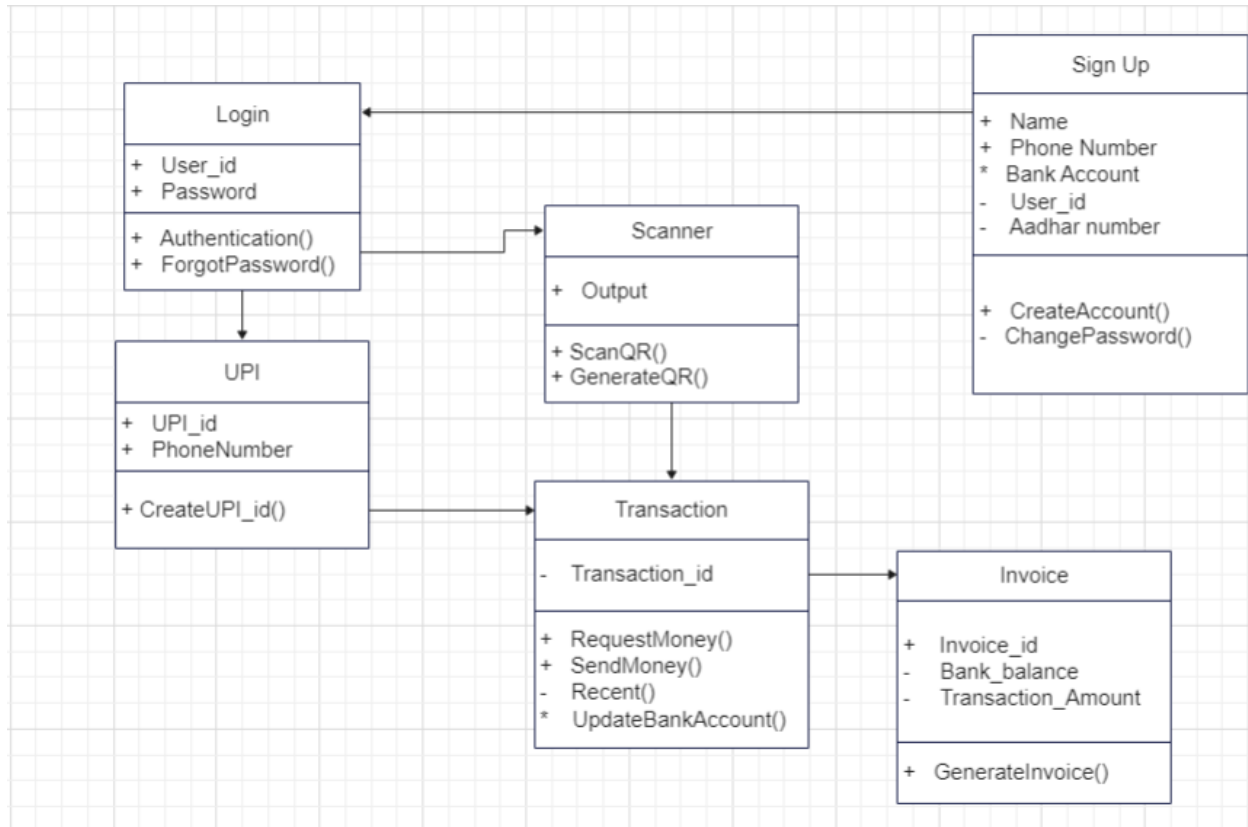 Sign Up
+ Name
+ Phone Number
* Bank Account
- User_id
- Aadhar number
+ CreateAccount()
- ChangePassword()
Login
+ User_id
+ Password
+ Authentication()
+ ForgotPassword()
Scanner
+ Output
+ ScanQR()
+ GenerateQR()
UPI
+ UPI_id
+ PhoneNumber
+ CreateUPI_id()
Transaction
- Transaction_id
+ RequestMoney()
+ SendMoney()
- Recent()
* UpdateBankAccount()
Invoice
+ Invoice_id
- Bank_balance
- Transaction_Amount
+ GenerateInvoice()